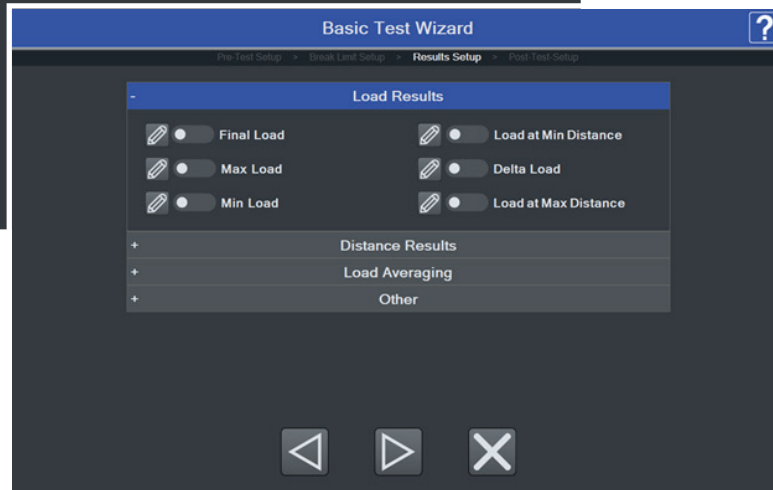 Basic Test Wizard
?
Pre-Test Setup > Break Limit Setup > Results Setup > Post-Test-Setup
- Load Results
Final Load Load at Min Distance
Max Load Delta Load
Min Load Load at Max Distance
+ Distance Results
+ Load Averaging
+ Other